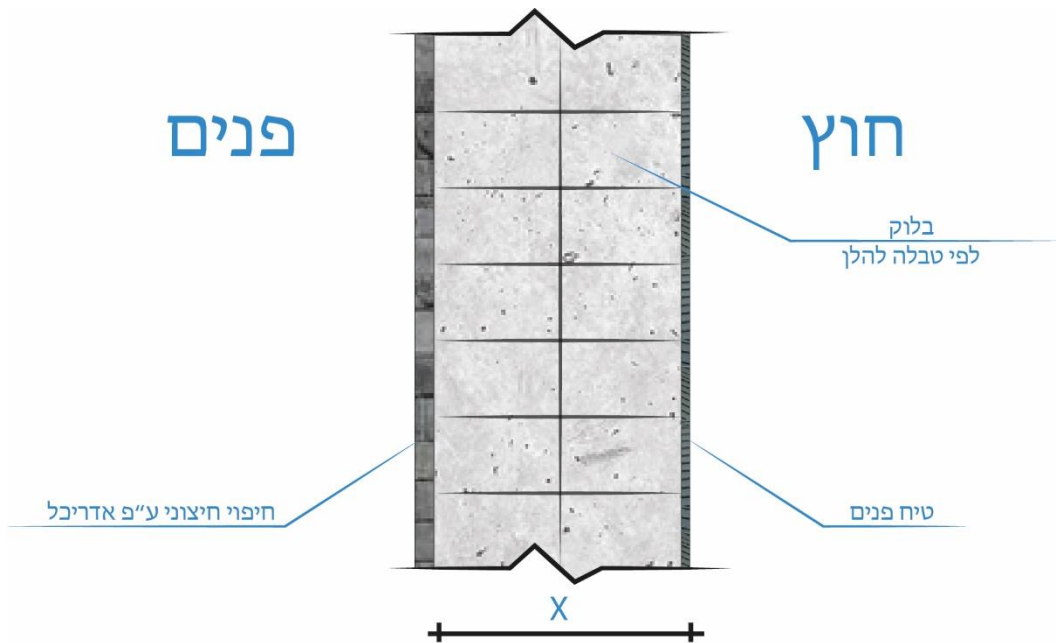 חוץ
פנים
בלוק
לפי טבלה להלן
טיח פנים
חיפוי חיצוני ע״פ אדריכל
X